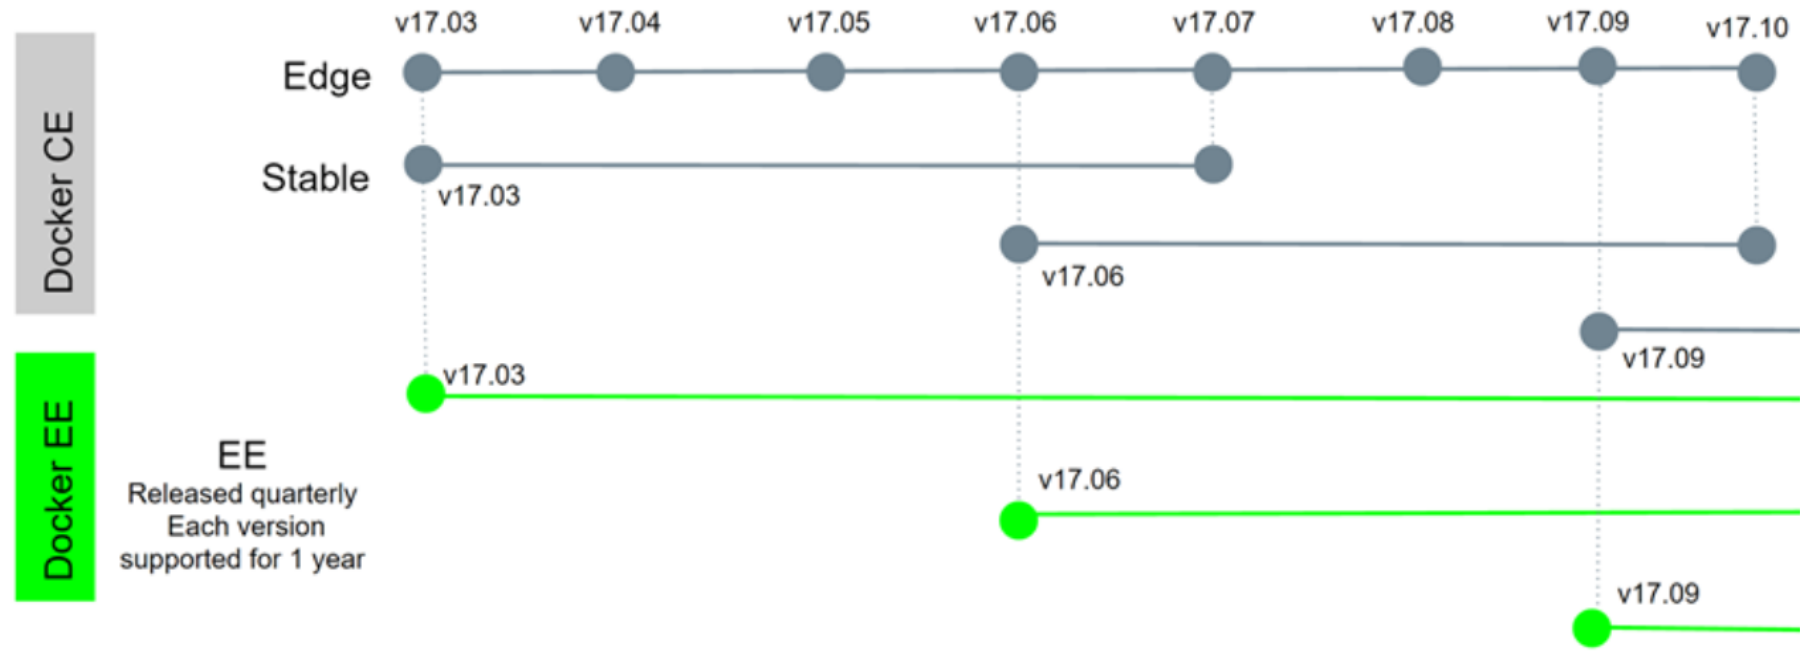 v17.03 v17.04 v17.05 v17.06 v17.07 v17.08 v17.09 v17.10
Edge
Docker CE
Stable
v17.03
v17.06
v17.09
v17.03
Docker EE
EE
Released quarterly
Each version
supported for 1 year
v17.06
v17.09